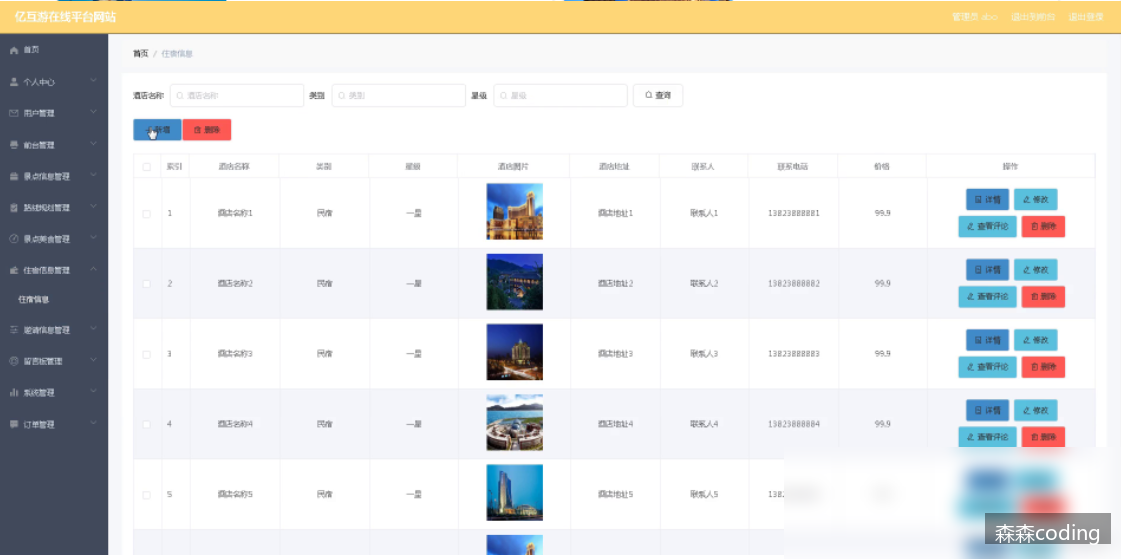 亿互游在线平台网站
管理员 abo 退出到前台 退出登录
首页
个人中心
用户管理
前台管理
景点信息管理
路线规划管理
景点美食管理
住宿信息管理
住宿信息
留言板管理
系统管理
订单管理
首页 / 住宿信息
酒店名称 酒店名称 类别 类别 星级 星级 查询
新增 删除
索引 酒店名称 类别 星级 酒店图片 酒店地址 联系人 联系电话 价格 操作
1 酒店名称1 民宿 一星 酒店地址1 联系人1 13823888881 99.9 详情 修改
查看评论 删除
2 酒店名称2 民宿 一星 酒店地址2 联系人2 13823888882 99.9 详情 修改
查看评论 删除
3 酒店名称3 民宿 一星 酒店地址3 联系人3 13823888883 99.9 详情 修改
查看评论 删除
4 酒店名称4 民宿 一星 酒店地址4 联系人4 13823888884 99.9 详情 修改
查看评论 删除
5 酒店名称5 民宿 一星 酒店地址5 联系人5 138
森森coding